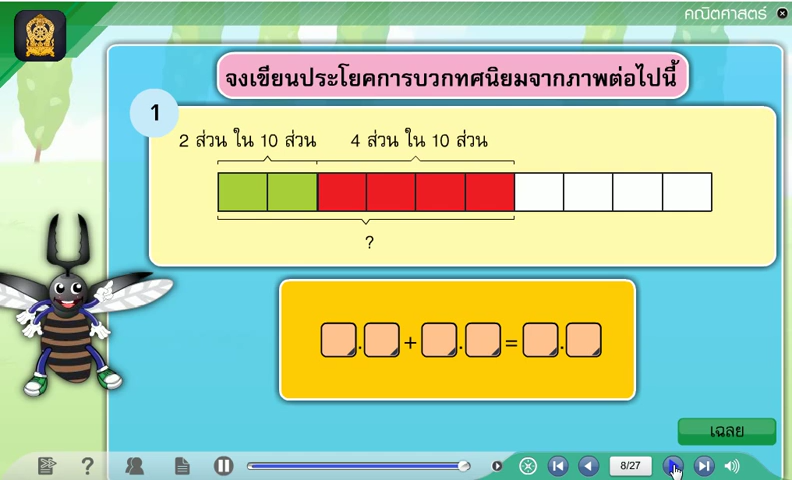 คณิตศาสตร์
จงเขียนประโยคการบวกทศนิยมจากภาพต่อไปนี้
1
2 ส่วน ใน 10 ส่วน 4 ส่วน ใน 10 ส่วน
?
. + . = .
เฉลย
? 8/27